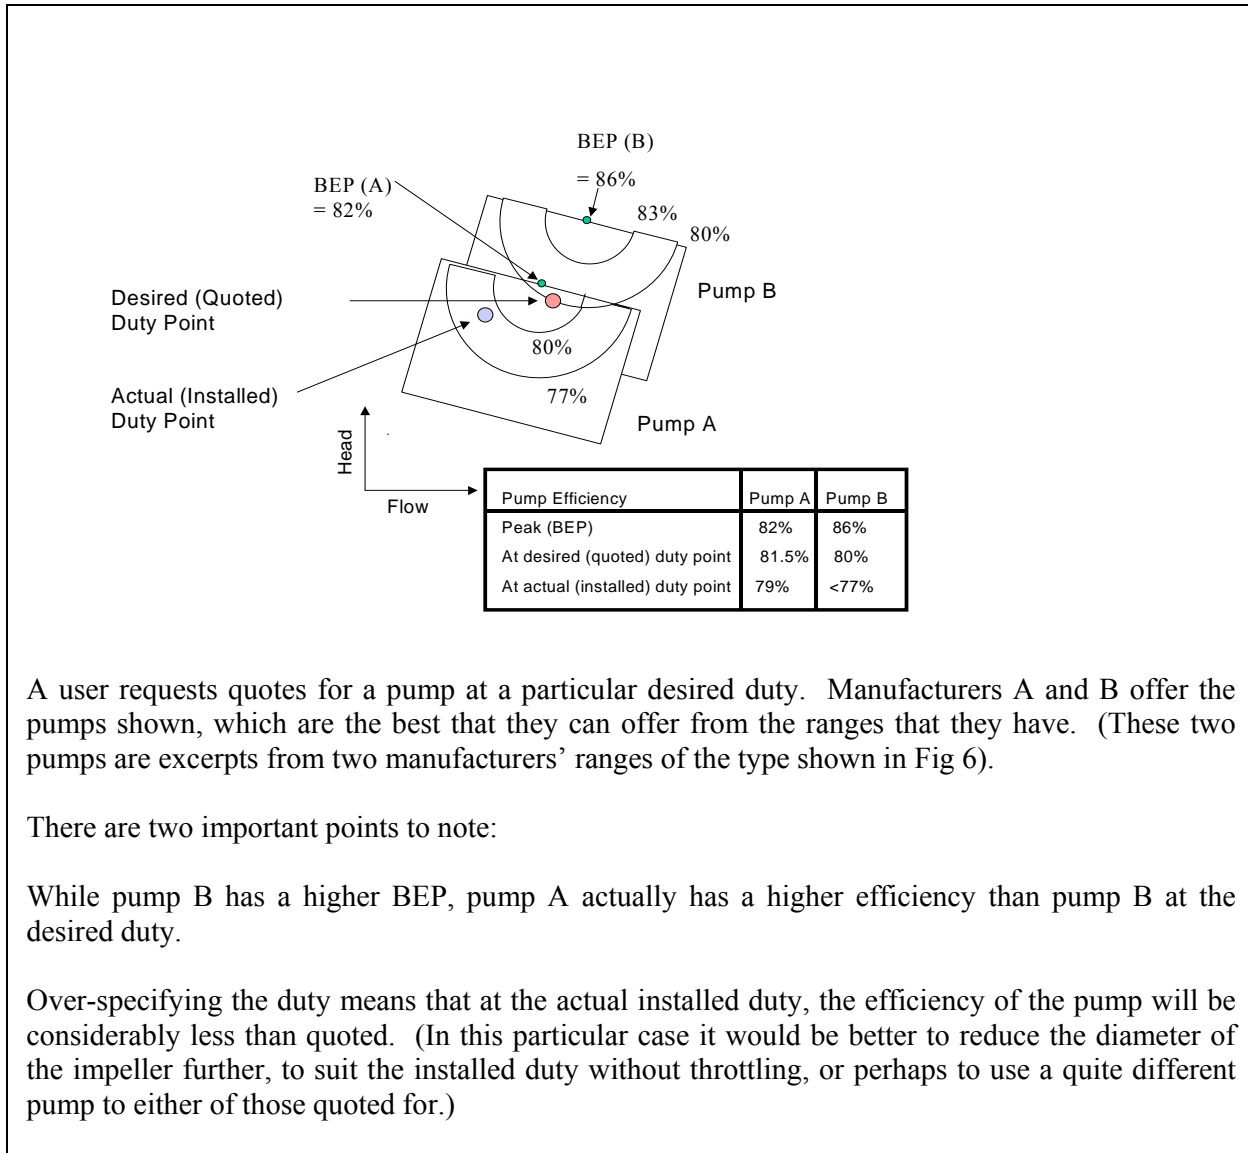 BEP (B)
= 86%
BEP (A)
= 82%
83%
80%
Pump B
Desired (Quoted)
Duty Point
80%
Actual (Installed)
Duty Point
77%
Pump A
Head
Flow
Pump Efficiency Pump A Pump B
Peak (BEP) 82% 86%
At desired (quoted) duty point 81.5% 80%
At actual (installed) duty point 79% <77%
A user requests quotes for a pump at a particular desired duty. Manufacturers A and B offer the
pumps shown, which are the best that they can offer from the ranges that they have. (These two
pumps are excerpts from two manufacturers’ ranges of the type shown in Fig 6).
There are two important points to note:
While pump B has a higher BEP, pump A actually has a higher efficiency than pump B at the
desired duty.
Over-specifying the duty means that at the actual installed duty, the efficiency of the pump will be
considerably less than quoted. (In this particular case it would be better to reduce the diameter of
the impeller further, to suit the installed duty without throttling, or perhaps to use a quite different
pump to either of those quoted for.)